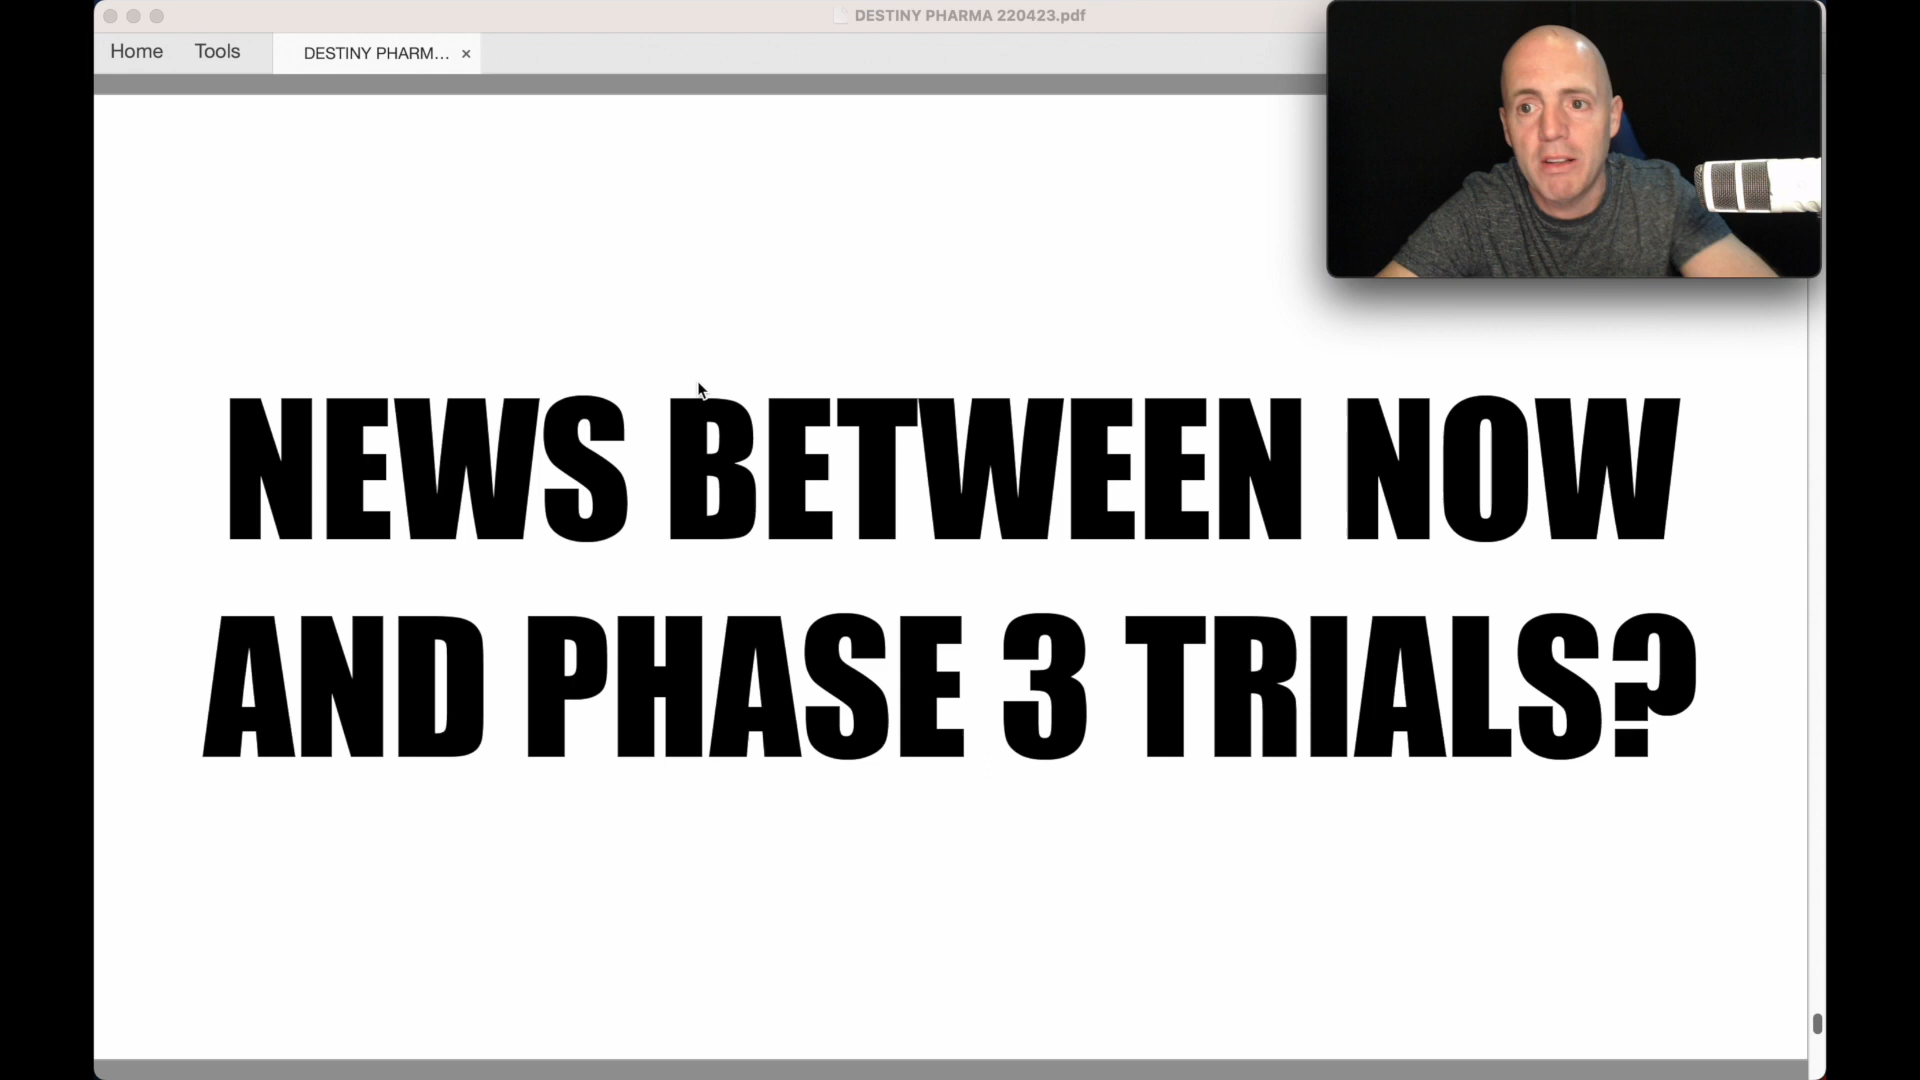 DESTINY PHARMA 220423.pdf
Home
Tools
DESTINY PHARM...
NEWS BETWEEN NOW
AND PHASE 3 TRIALS?